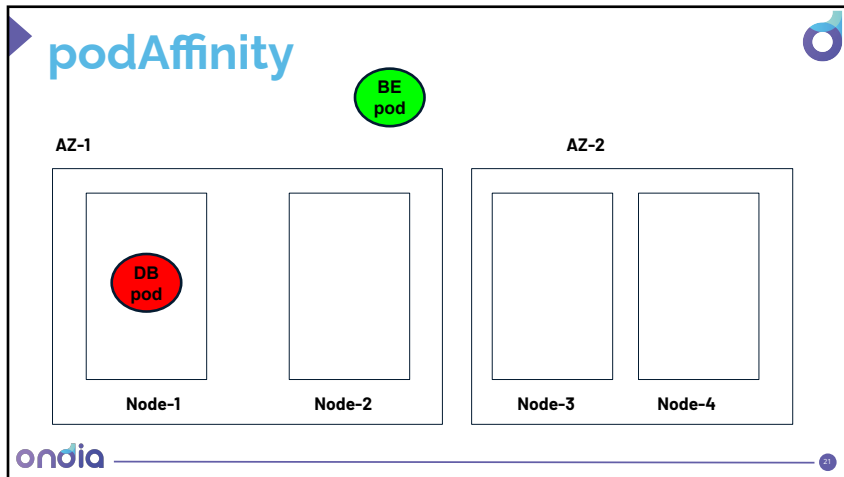 podAffinity
BE
pod
AZ-1
AZ-2
DB
pod
Node-1
Node-2
Node-3
Node-4
ondia
21